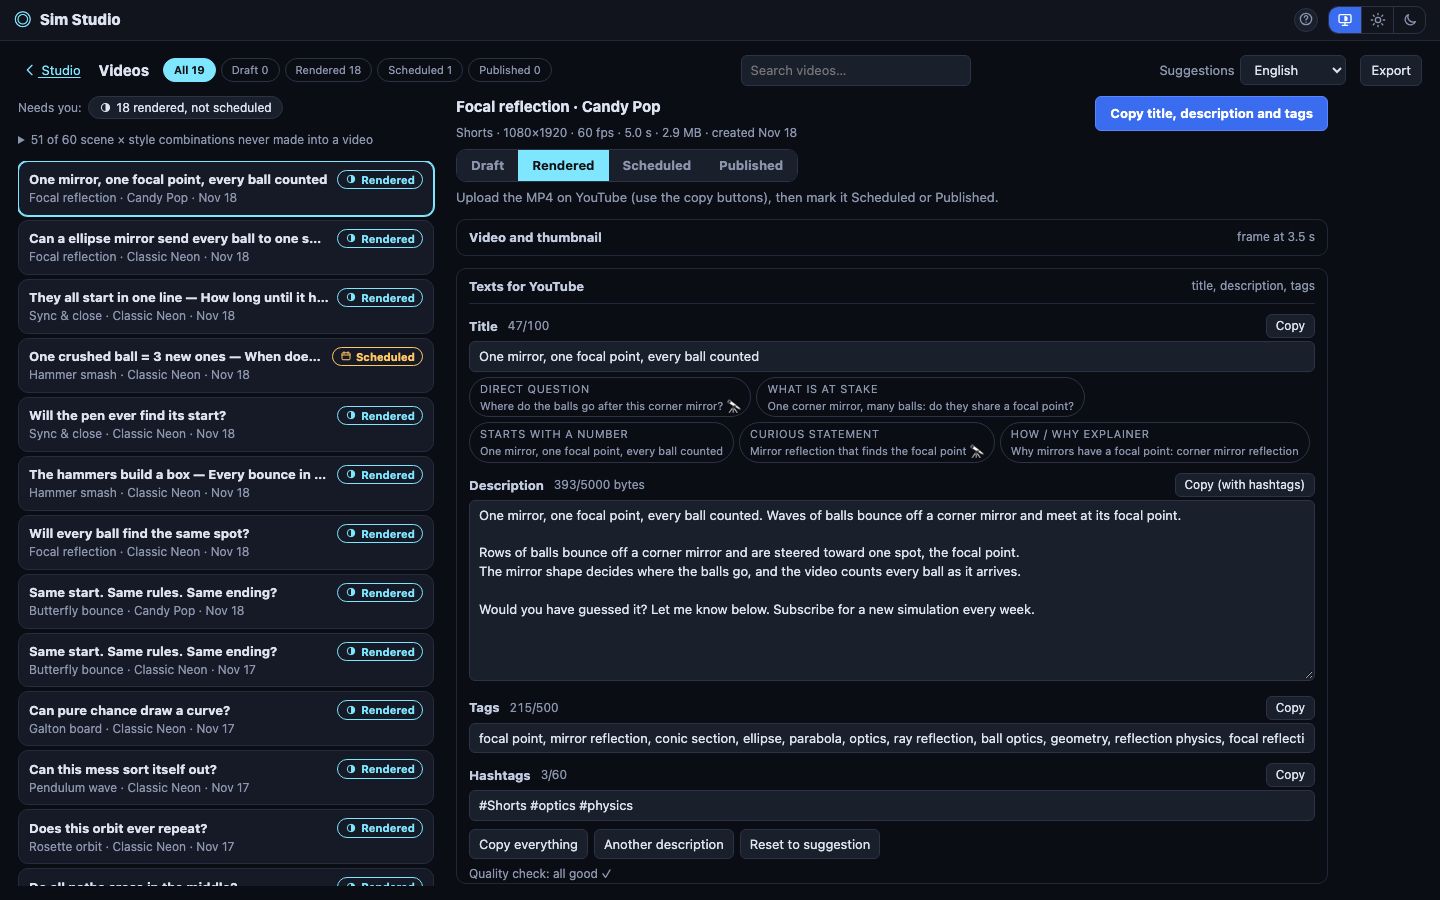 Sim Studio
Studio
Videos
All 19
Draft 0
Rendered 18
Scheduled 1
Published 0
Search videos...
Suggestions
English
Export
Needs you:
18 rendered, not scheduled
51 of 60 scene × style combinations never made into a video
One mirror, one focal point, every ball counted
Rendered
Focal reflection · Candy Pop · Nov 18
Can a ellipse mirror send every ball to one s...
Rendered
Focal reflection · Classic Neon · Nov 18
They all start in one line — How long until it h...
Rendered
Sync & close · Classic Neon · Nov 18
One crushed ball = 3 new ones — When doe...
Scheduled
Hammer smash · Classic Neon · Nov 18
Will the pen ever find its start?
Rendered
Sync & close · Classic Neon · Nov 18
The hammers build a box — Every bounce in ...
Rendered
Hammer smash · Classic Neon · Nov 18
Will every ball find the same spot?
Rendered
Focal reflection · Classic Neon · Nov 18
Same start. Same rules. Same ending?
Rendered
Butterfly bounce · Candy Pop · Nov 18
Same start. Same rules. Same ending?
Rendered
Butterfly bounce · Classic Neon · Nov 17
Can pure chance draw a curve?
Rendered
Galton board · Classic Neon · Nov 17
Can this mess sort itself out?
Rendered
Pendulum wave · Classic Neon · Nov 17
Does this orbit ever repeat?
Rendered
Rosette orbit · Classic Neon · Nov 17
Focal reflection · Candy Pop
Shorts · 1080×1920 · 60 fps · 5.0 s · 2.9 MB · created Nov 18
Copy title, description and tags
Draft
Rendered
Scheduled
Published
Upload the MP4 on YouTube (use the copy buttons), then mark it Scheduled or Published.
Video and thumbnail
frame at 3.5 s
Texts for YouTube
title, description, tags
Title 47/100
Copy
One mirror, one focal point, every ball counted
DIRECT QUESTION
Where do the balls go after this corner mirror? 🔭
WHAT IS AT STAKE
One corner mirror, many balls: do they share a focal point?
STARTS WITH A NUMBER
One mirror, one focal point, every ball counted
CURIOUS STATEMENT
Mirror reflection that finds the focal point 🔭
HOW / WHY EXPLAINER
Why mirrors have a focal point: corner mirror reflection
Description 393/5000 bytes
Copy (with hashtags)
One mirror, one focal point, every ball counted. Waves of balls bounce off a corner mirror and meet at its focal point.
Rows of balls bounce off a corner mirror and are steered toward one spot, the focal point.
The mirror shape decides where the balls go, and the video counts every ball as it arrives.
Would you have guessed it? Let me know below. Subscribe for a new simulation every week.
Tags 215/500
Copy
focal point, mirror reflection, conic section, ellipse, parabola, optics, ray reflection, ball optics, geometry, reflection physics, focal reflecti
Hashtags 3/60
Copy
#Shorts #optics #physics
Copy everything
Another description
Reset to suggestion
Quality check: all good ✓